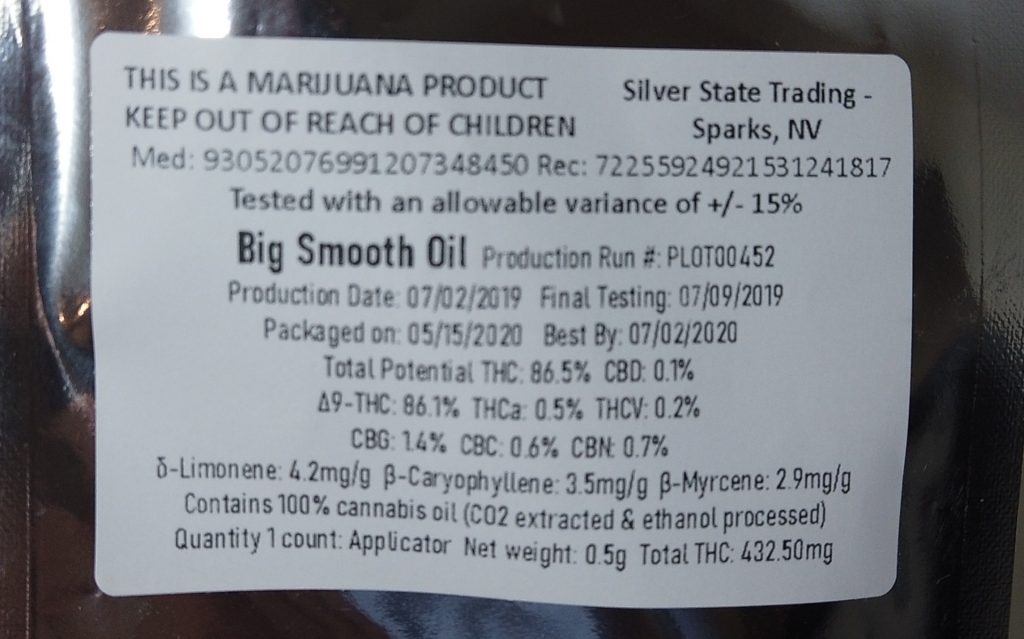 THIS IS A MARIJUANA PRODUCT
KEEP OUT OF REACH OF CHILDREN
Silver State Trading -
Sparks, NV
Med: 93052076991207348450 Rec: 72255924921531241817
Tested with an allowable variance of +/- 15%
Big Smooth Oil Production Run #: PLOT00452
Production Date: 07/02/2019 Final Testing: 07/09/2019
Packaged on: 05/15/2020 Best By: 07/02/2020
Total Potential THC: 86.5% CBD: 0.1%
Δ9-THC: 86.1% THCa: 0.5% THCV: 0.2%
CBG: 1.4% CBC: 0.6% CBN: 0.7%
δ-Limonene: 4.2mg/g β-Caryophyllene: 3.5mg/g β-Myrcene: 2.9mg/g
Contains 100% cannabis oil (CO2 extracted & ethanol processed)
Quantity 1 count: Applicator Net weight: 0.5g Total THC: 432.50mg